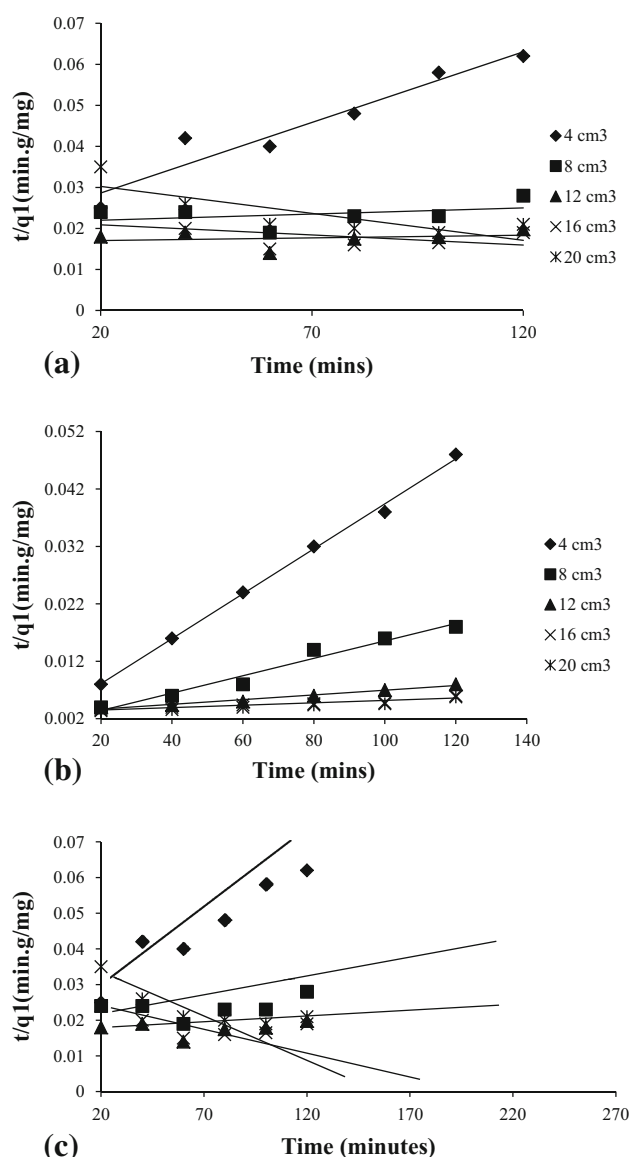 0.07
0.06
0.05
0.04
0.03
0.02
0.01
0
t/q1(min.g/mg)
20 70 120
Time (mins)
(a)
4 cm3
8 cm3
12 cm3
16 cm3
20 cm3
0.052
0.042
0.032
0.022
0.012
0.002
t/q1(min.g/mg)
20 40 60 80 100 120 140
Time (mins)
(b)
4 cm3
8 cm3
12 cm3
16 cm3
20 cm3
0.07
0.06
0.05
0.04
0.03
0.02
0.01
0
t/q1(min.g/mg)
20 70 120 170 220 270
Time (minutes)
(c)